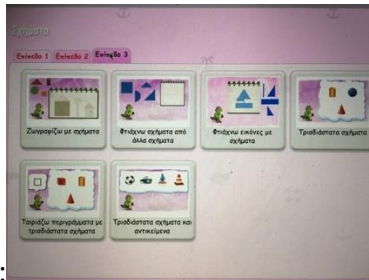 Σχήματα
Επίπεδο 1 Επίπεδο 2 Επίπεδο 3
Ζωγραφίζω με σχήματα
Φτιάχνω σχήματα από
άλλα σχήματα
Φτιάχνω εικόνες με
σχήματα
Τρισδιάστατα σχήματα
Ταιριάζω περιγράμματα με
τρισδιάστατα σχήματα
Τρισδιάστατα σχήματα και
αντικείμενα